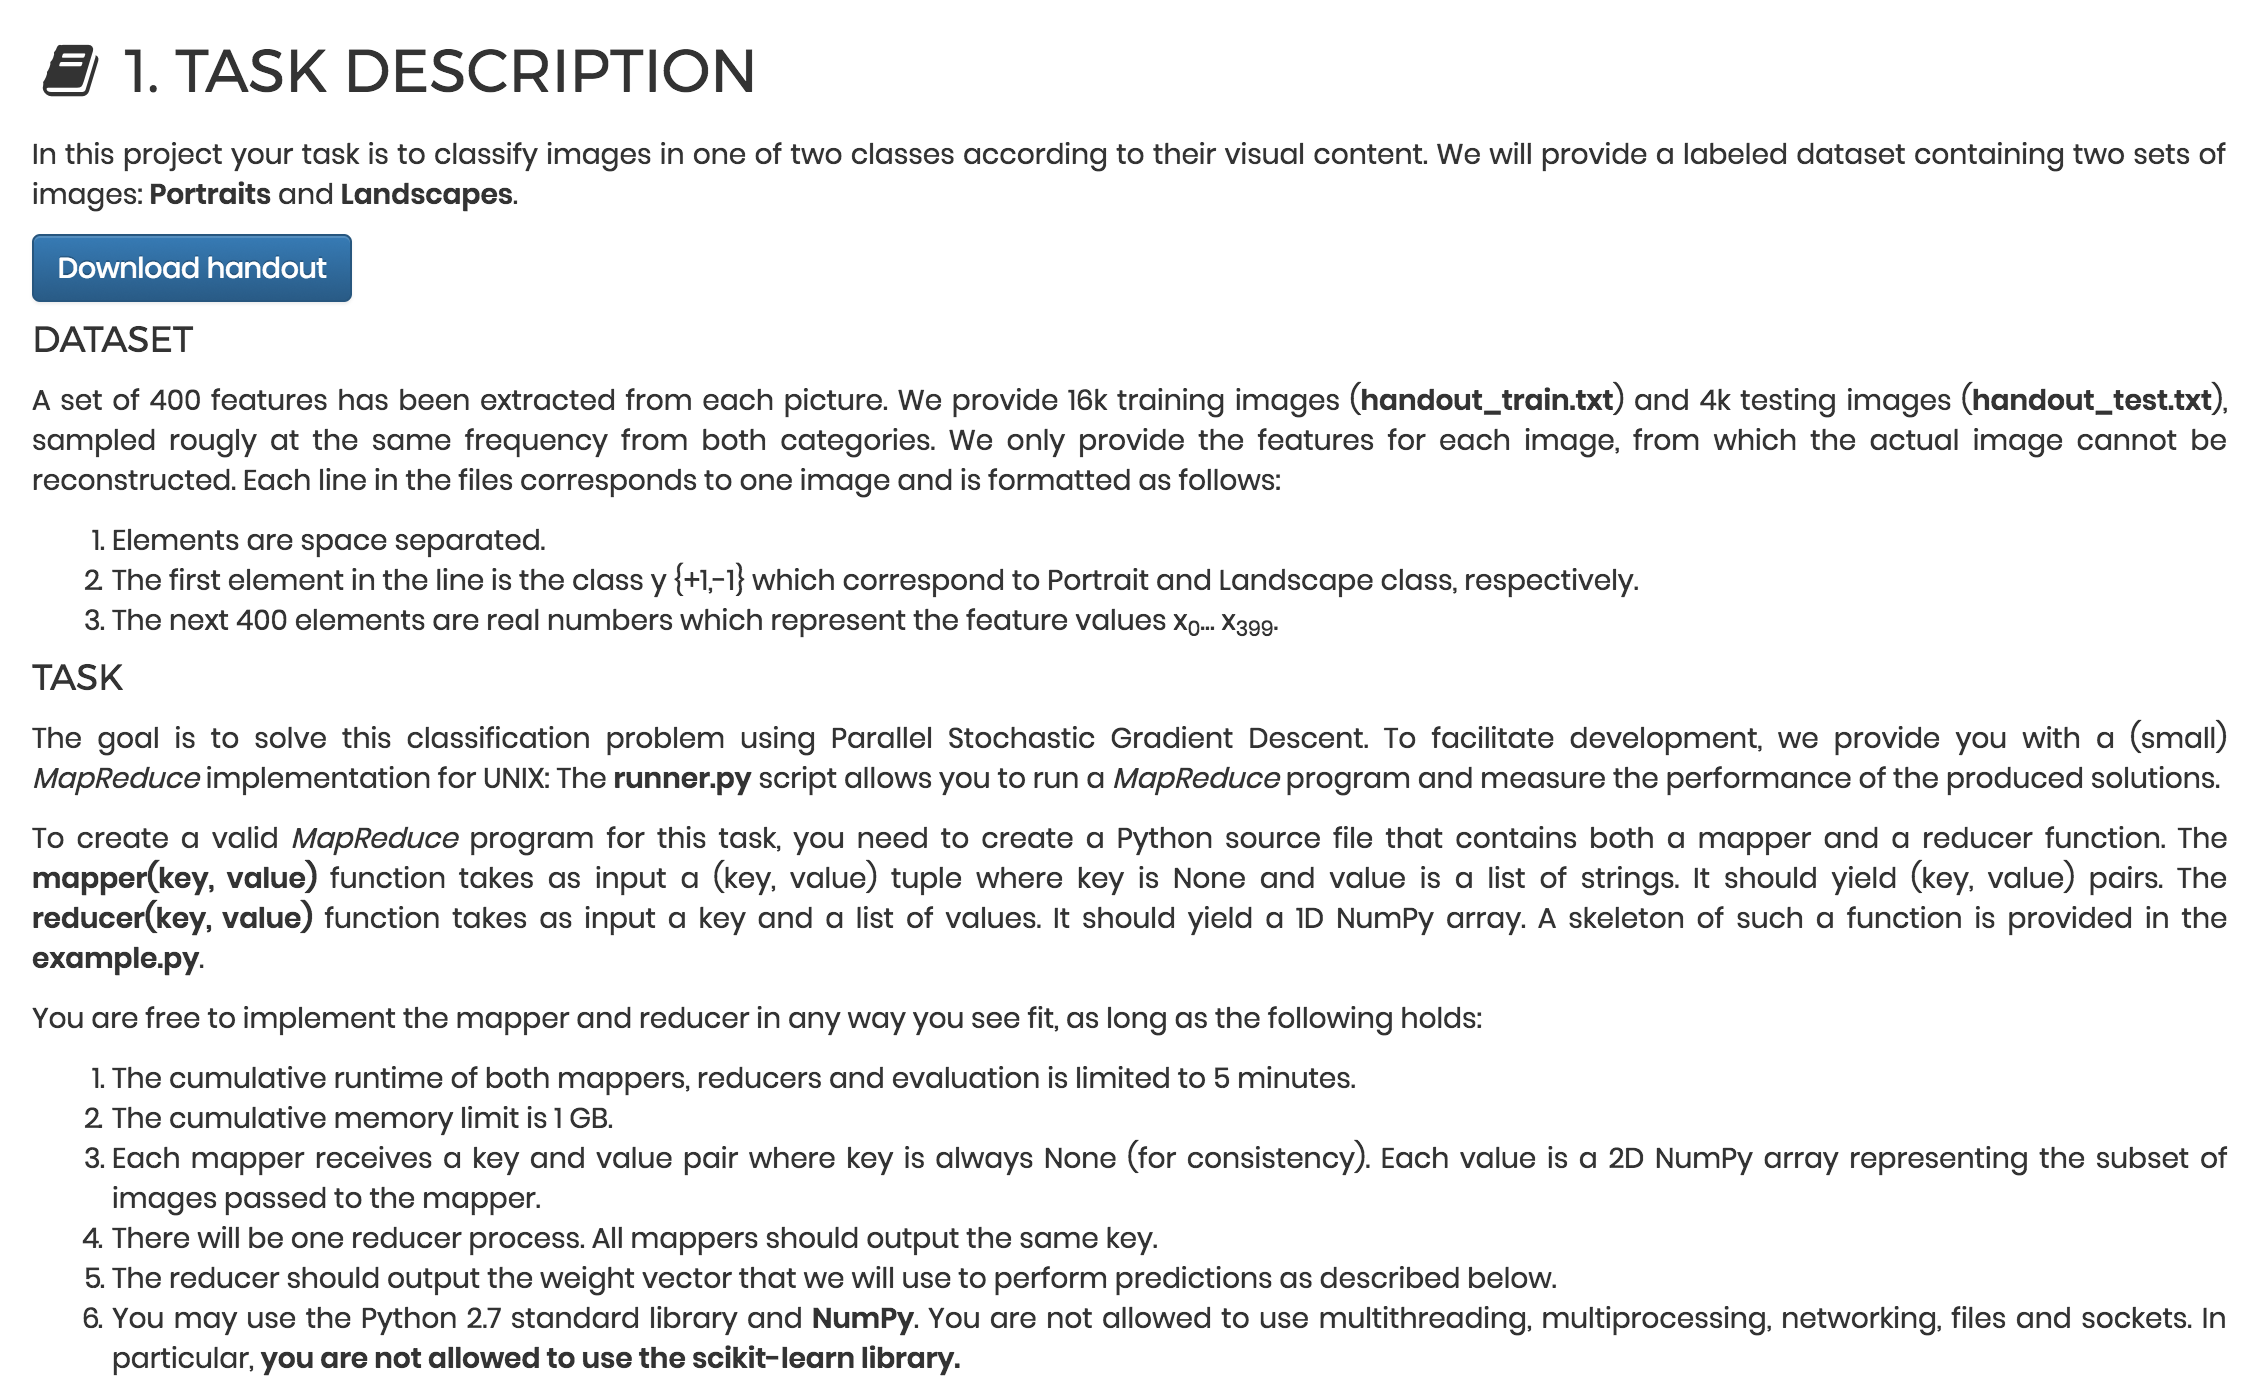 1. TASK DESCRIPTION
In this project your task is to classify images in one of two classes according to their visual content. We will provide a labeled dataset containing two sets of
images: Portraits and Landscapes.
Download handout
DATASET
A set of 400 features has been extracted from each picture. We provide 16k training images (handout_train.txt) and 4k testing images (handout_test.txt),
sampled rougly at the same frequency from both categories. We only provide the features for each image, from which the actual image cannot be
reconstructed. Each line in the files corresponds to one image and is formatted as follows:
1. Elements are space separated.
2. The first element in the line is the class y {+1,-1} which correspond to Portrait and Landscape class, respectively.
3. The next 400 elements are real numbers which represent the feature values x0... x399.
TASK
The goal is to solve this classification problem using Parallel Stochastic Gradient Descent. To facilitate development, we provide you with a (small)
MapReduce implementation for UNIX: The runner.py script allows you to run a MapReduce program and measure the performance of the produced solutions.
To create a valid MapReduce program for this task, you need to create a Python source file that contains both a mapper and a reducer function. The
mapper(key, value) function takes as input a (key, value) tuple where key is None and value is a list of strings. It should yield (key, value) pairs. The
reducer(key, value) function takes as input a key and a list of values. It should yield a 1D NumPy array. A skeleton of such a function is provided in the
example.py.
You are free to implement the mapper and reducer in any way you see fit, as long as the following holds:
1. The cumulative runtime of both mappers, reducers and evaluation is limited to 5 minutes.
2. The cumulative memory limit is 1 GB.
3. Each mapper receives a key and value pair where key is always None (for consistency). Each value is a 2D NumPy array representing the subset of
images passed to the mapper.
4. There will be one reducer process. All mappers should output the same key.
5. The reducer should output the weight vector that we will use to perform predictions as described below.
6. You may use the Python 2.7 standard library and NumPy. You are not allowed to use multithreading, multiprocessing, networking, files and sockets. In
particular, you are not allowed to use the scikit-learn library.